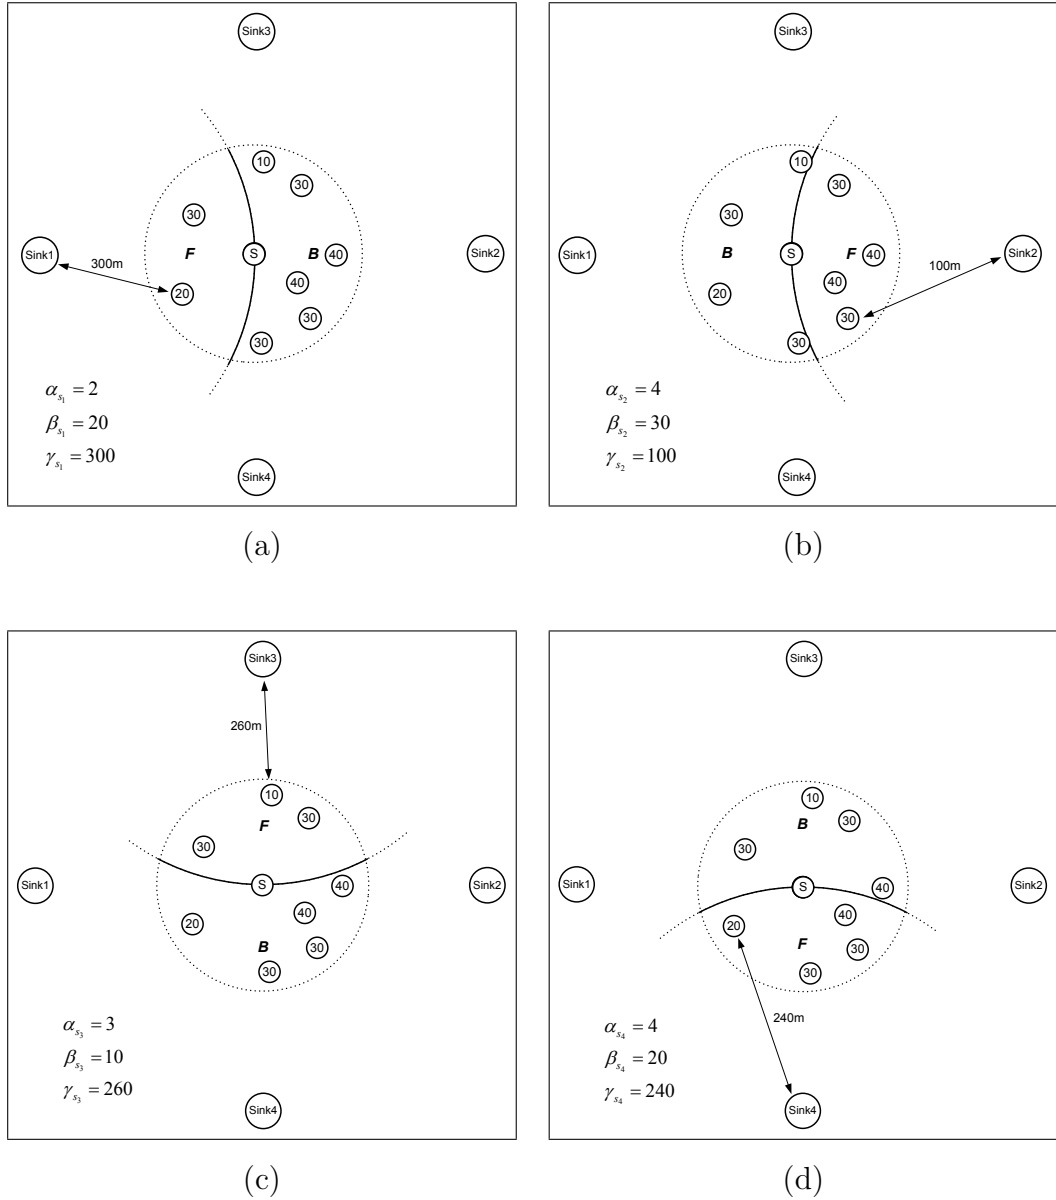 Sink3
10
30
30
Sink1
300m
F
S
B
40
Sink2
20
40
30
30
α_{s_1} = 2
β_{s_1} = 20
γ_{s_1} = 300
Sink4
(a)
Sink3
10
30
30
Sink1
B
S
F
40
100m
Sink2
20
40
30
30
α_{s_2} = 4
β_{s_2} = 30
γ_{s_2} = 100
Sink4
(b)
Sink3
260m
10
30
F
30
Sink1
S
40
Sink2
20
40
B
30
30
α_{s_3} = 3
β_{s_3} = 10
γ_{s_3} = 260
Sink4
(c)
Sink3
10
30
B
30
Sink1
S
40
Sink2
20
40
F
30
30
240m
α_{s_4} = 4
β_{s_4} = 20
γ_{s_4} = 240
Sink4
(d)